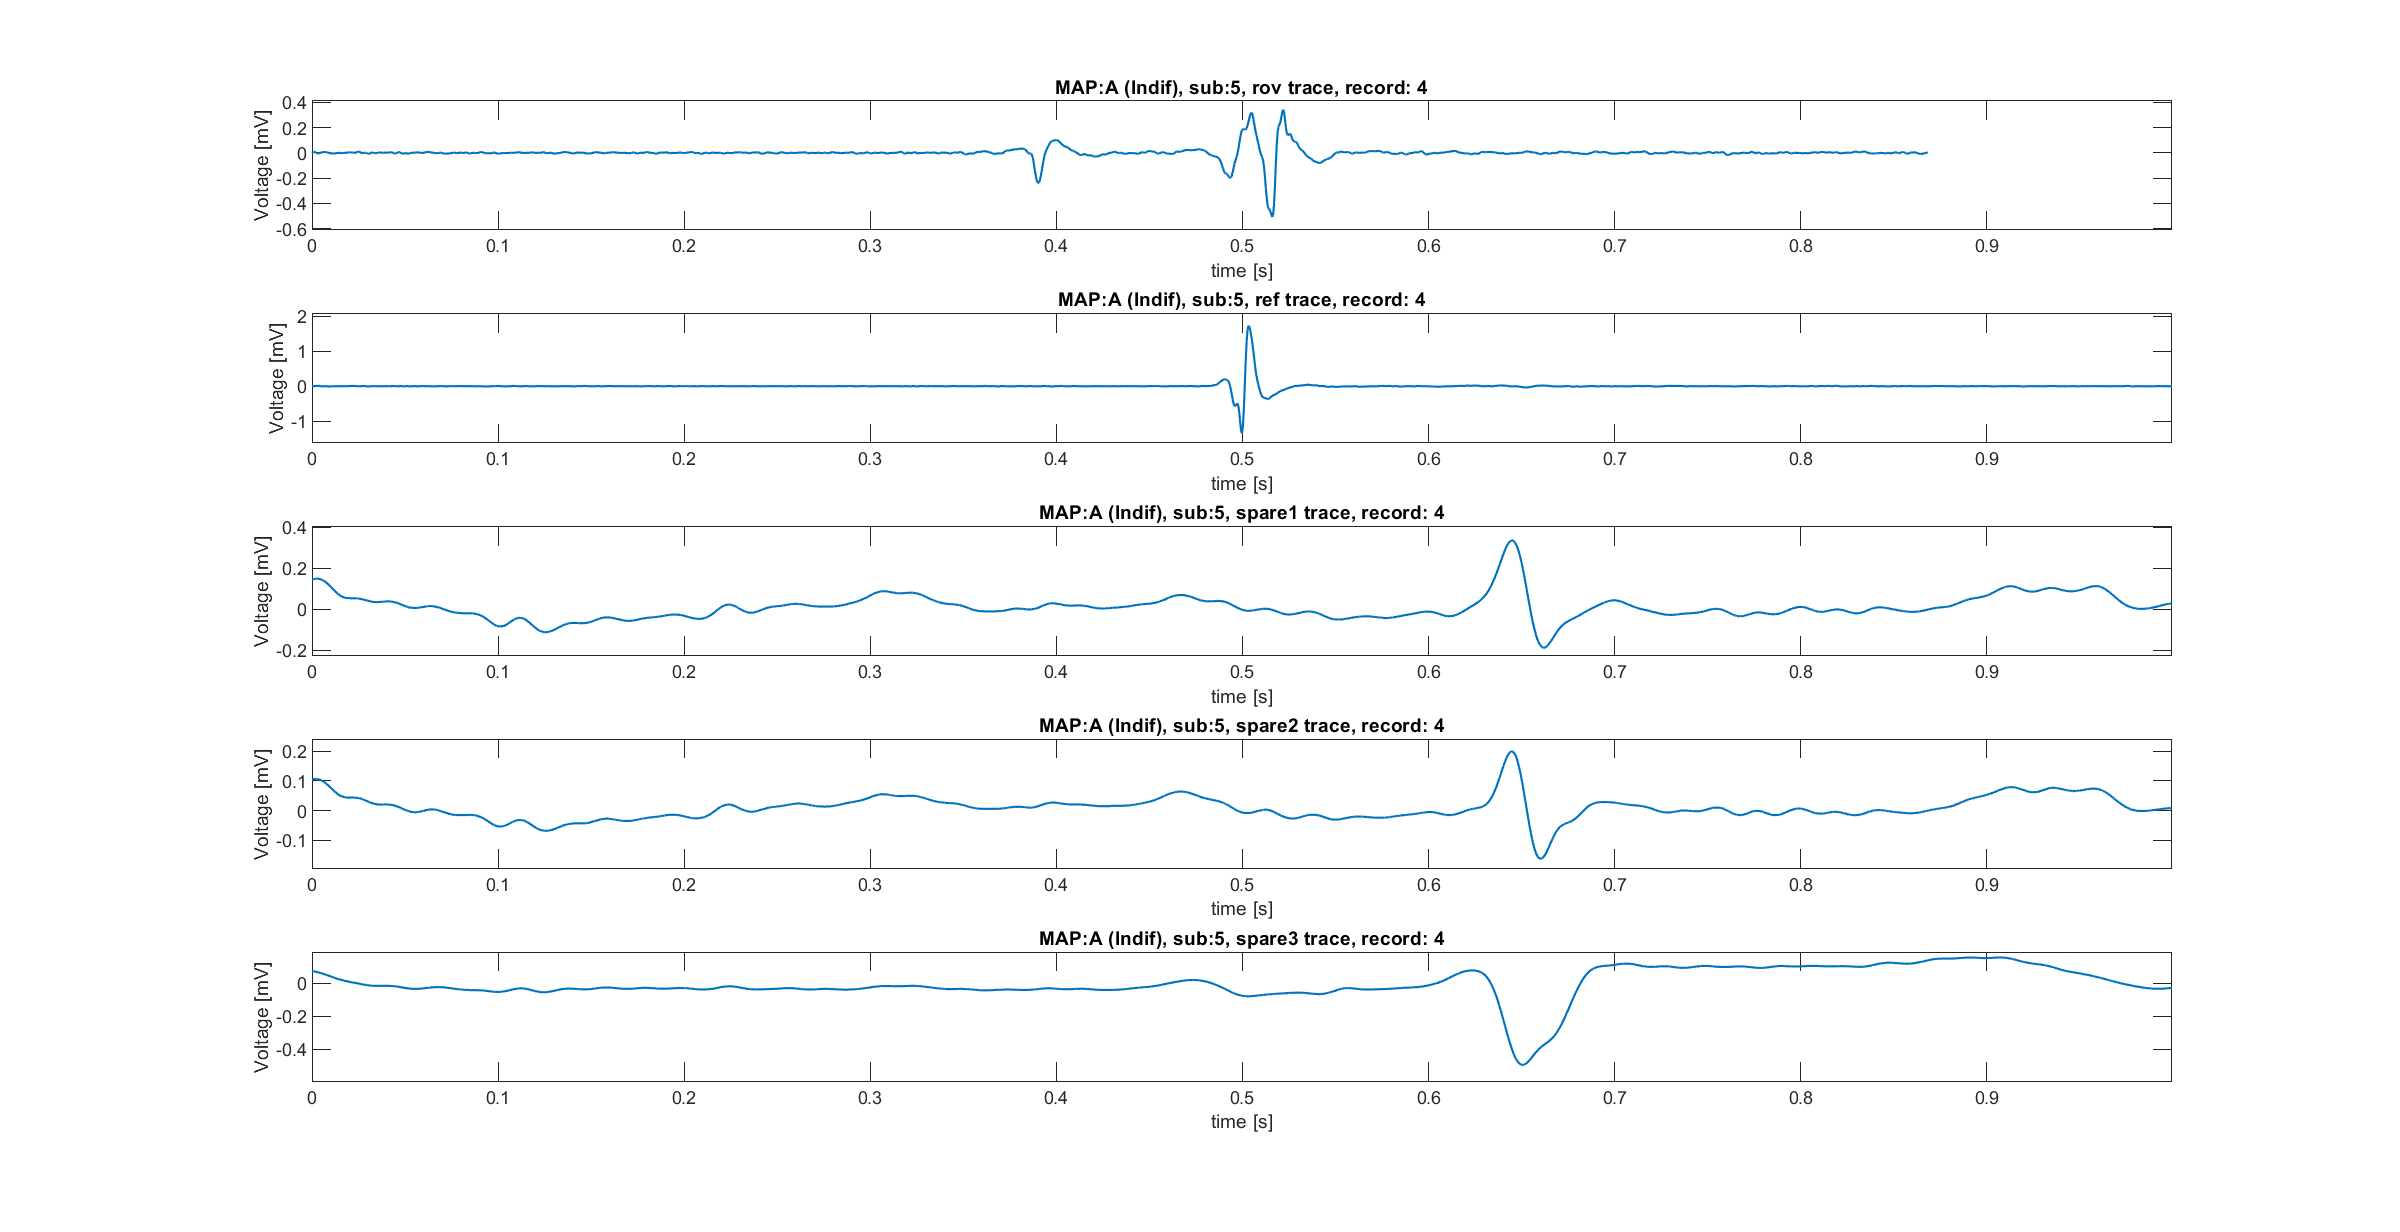 MAP:A (Indif), sub:5, rov trace, record: 4
Voltage [mV]
0.4
0.2
0
-0.2
-0.4
-0.6
0 0.1 0.2 0.3 0.4 0.5 0.6 0.7 0.8 0.9
time [s]
MAP:A (Indif), sub:5, ref trace, record: 4
Voltage [mV]
2
1
0
-1
0 0.1 0.2 0.3 0.4 0.5 0.6 0.7 0.8 0.9
time [s]
MAP:A (Indif), sub:5, spare1 trace, record: 4
Voltage [mV]
0.4
0.2
0
-0.2
0 0.1 0.2 0.3 0.4 0.5 0.6 0.7 0.8 0.9
time [s]
MAP:A (Indif), sub:5, spare2 trace, record: 4
Voltage [mV]
0.2
0.1
0
-0.1
0 0.1 0.2 0.3 0.4 0.5 0.6 0.7 0.8 0.9
time [s]
MAP:A (Indif), sub:5, spare3 trace, record: 4
Voltage [mV]
0
-0.2
-0.4
0 0.1 0.2 0.3 0.4 0.5 0.6 0.7 0.8 0.9
time [s]